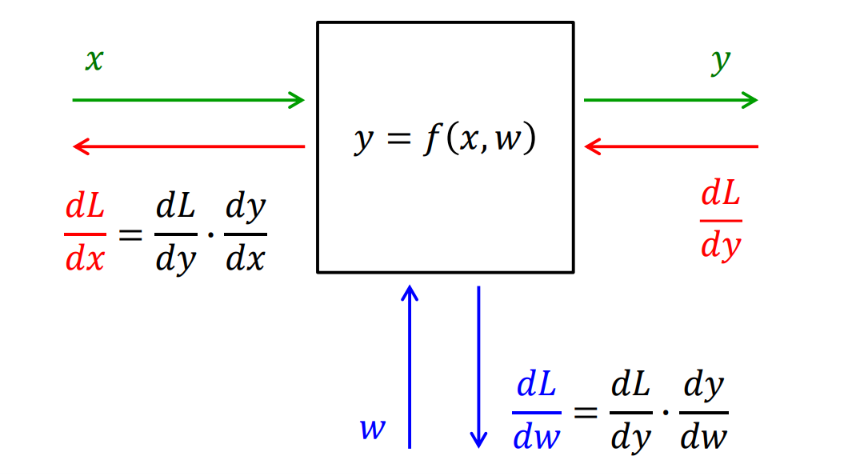 x
y
y = f(x, w)
dL/dx = dL/dy · dy/dx
dL/dy
w
dL/dw = dL/dy · dy/dw